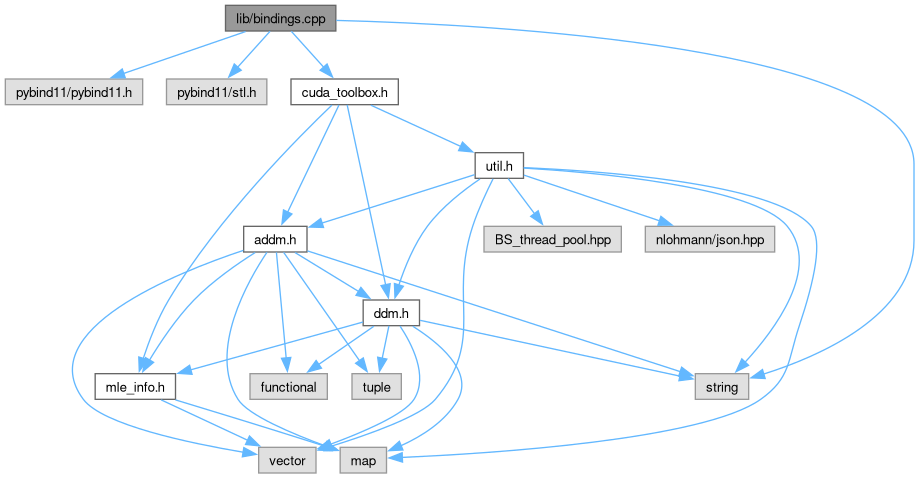 lib/bindings.cpp
pybind11/pybind11.h
pybind11/stl.h
cuda_toolbox.h
util.h
addm.h
BS_thread_pool.hpp
nlohmann/json.hpp
ddm.h
mle_info.h
functional
tuple
string
vector
map